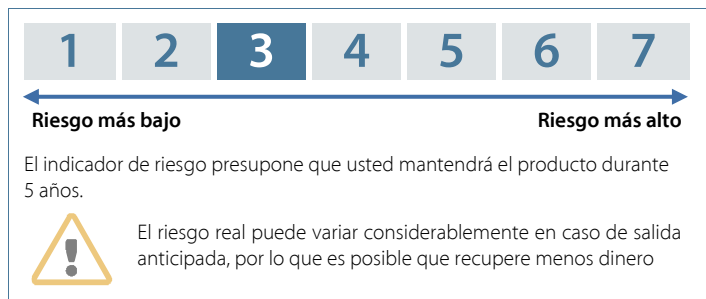 1 2 3 4 5 6 7
Riesgo más bajo Riesgo más alto
El indicador de riesgo presupone que usted mantendrá el producto durante
5 años.
El riesgo real puede variar considerablemente en caso de salida
anticipada, por lo que es posible que recupere menos dinero